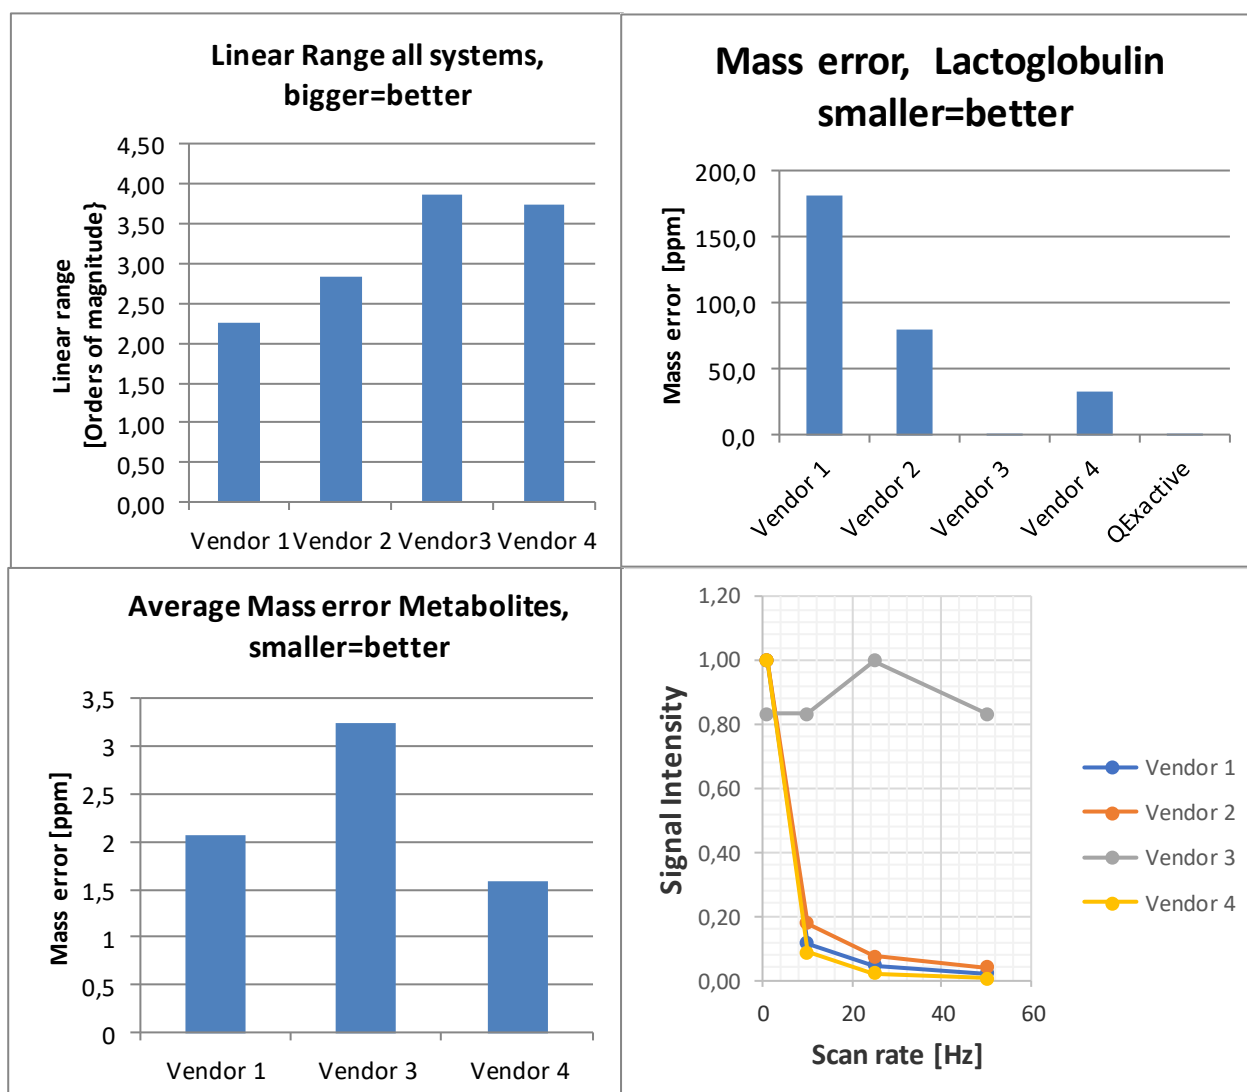 Linear Range all systems,
bigger=better
Linear range
[Orders of magnitude}
4,50
4,00
3,50
3,00
2,50
2,00
1,50
1,00
0,50
0,00
Vendor 1 Vendor 2 Vendor3 Vendor 4
Mass error, Lactoglobulin
smaller=better
Mass error [ppm]
200,0
150,0
100,0
50,0
0,0
Vendor 1
Vendor 2
Vendor 3
Vendor 4
QExactive
Average Mass error Metabolites,
smaller=better
Mass error [ppm]
3,5
3
2,5
2
1,5
1
0,5
0
Vendor 1 Vendor 3 Vendor 4
Signal Intensity
1,20
1,00
0,80
0,60
0,40
0,20
0,00
0 20 40 60
Scan rate [Hz]
Vendor 1
Vendor 2
Vendor 3
Vendor 4